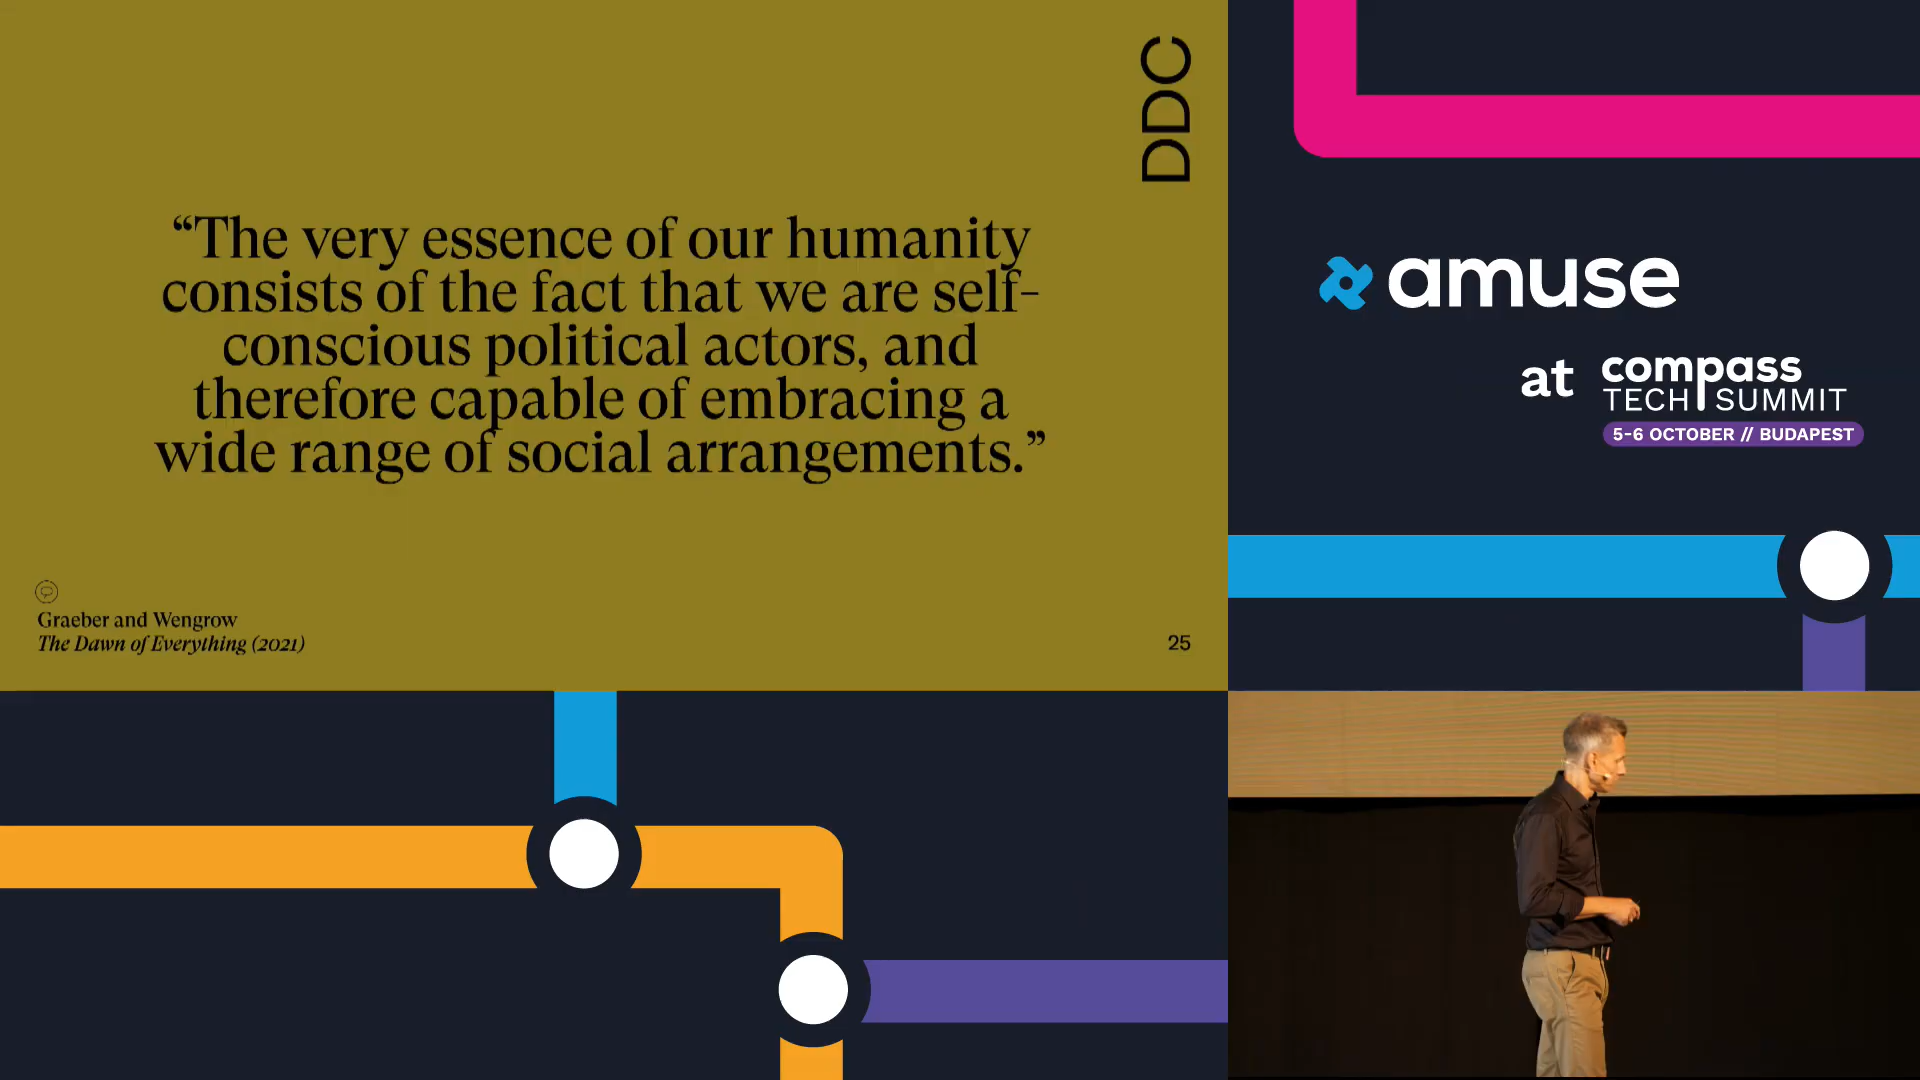 DDC
“The very essence of our humanity
consists of the fact that we are self-
conscious political actors, and
therefore capable of embracing a
wide range of social arrangements.”
Graeber and Wengrow
The Dawn of Everything (2021)
25
amuse
at compass
TECH SUMMIT
5-6 OCTOBER // BUDAPEST